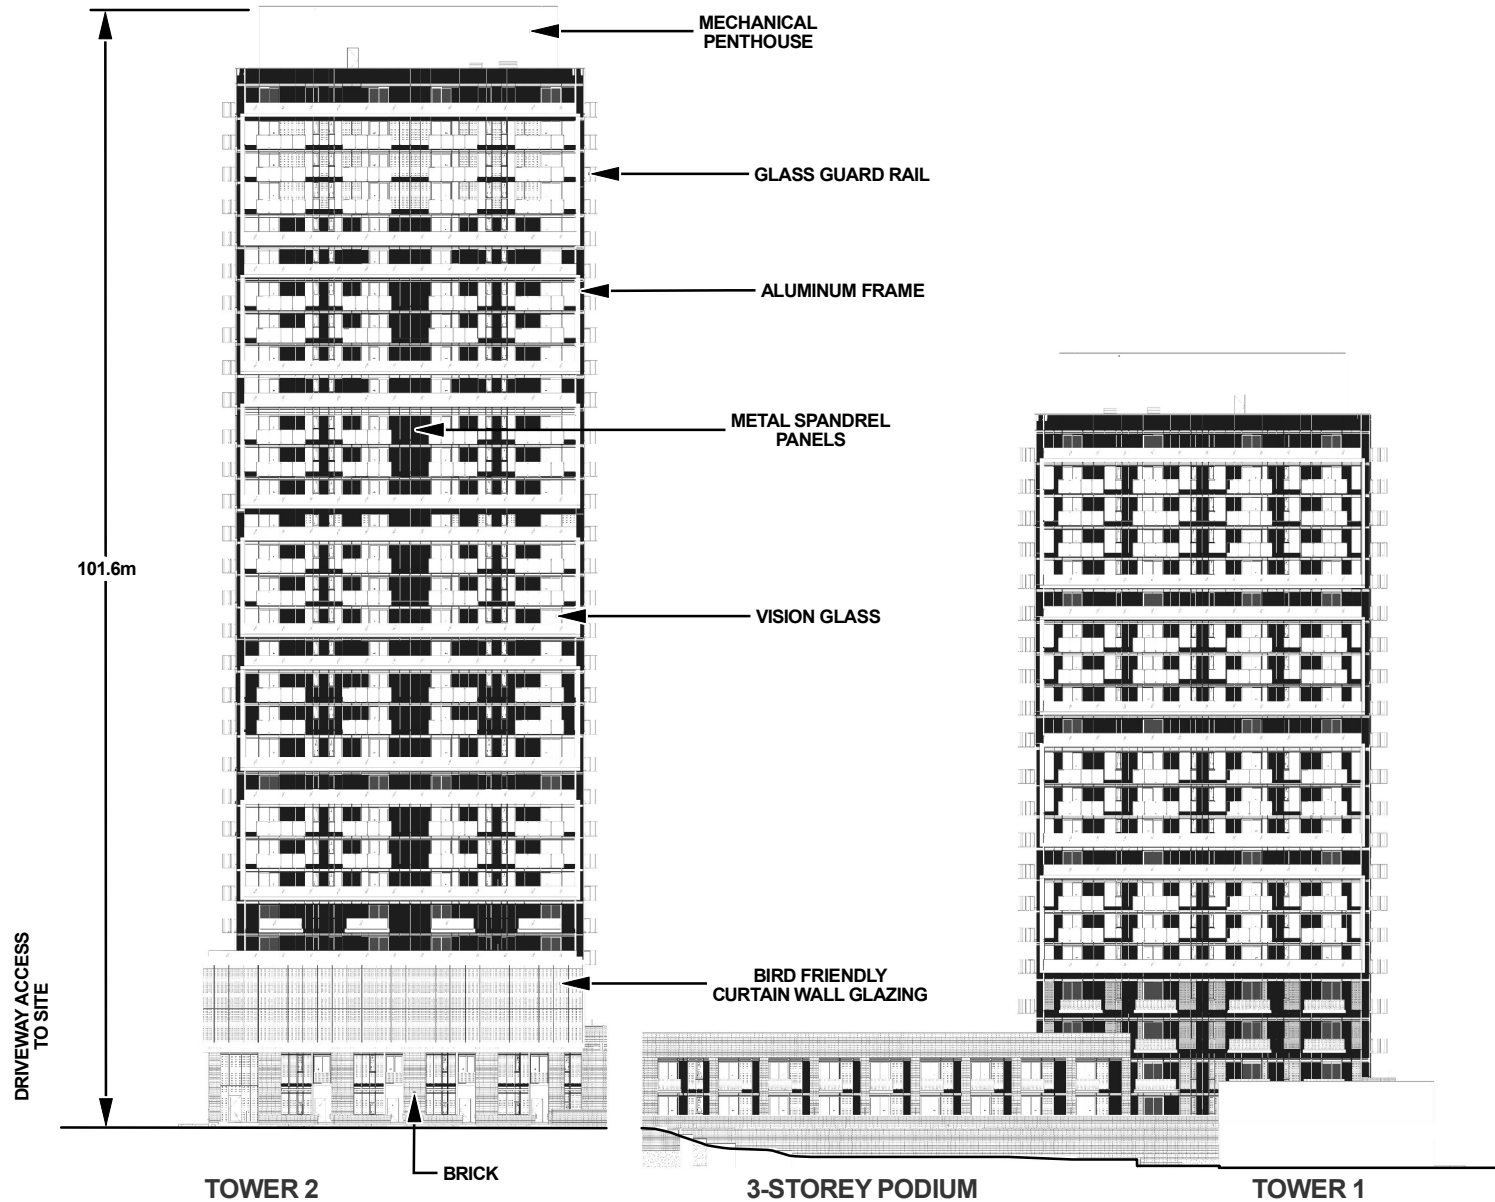 MECHANICAL
PENTHOUSE
GLASS GUARD RAIL
ALUMINUM FRAME
METAL SPANDREL
PANELS
101.6m
VISION GLASS
BIRD FRIENDLY
CURTAIN WALL GLAZING
DRIVEWAY ACCESS
TO SITE
BRICK
TOWER 2
3-STOREY PODIUM
TOWER 1